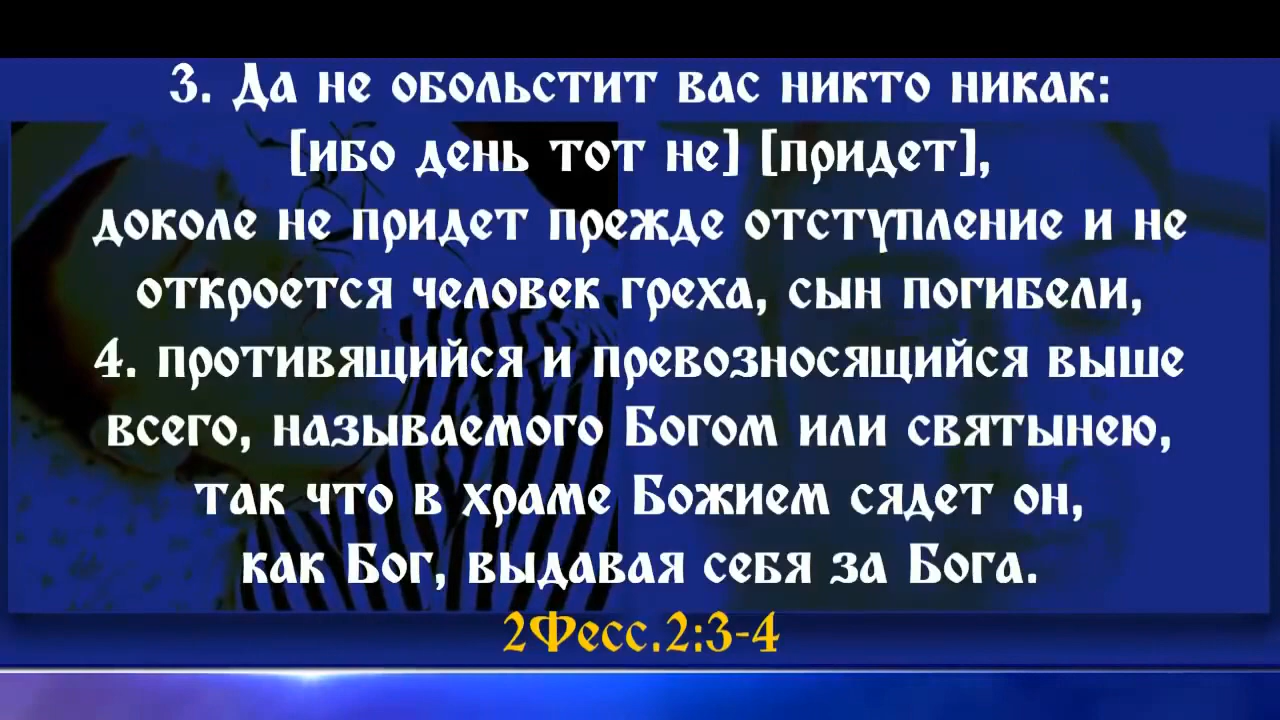 3. Да не обольстит вас никто никак:
[ибо день тот не] [придет],
доколе не придет прежде отступление и не
откроется человек греха, сын погибели,
4. противящийся и превозносящийся выше
всего, называемого Богом или святынею,
так что в храме Божием сядет он,
как Бог, выдавая себя за Бога.
2Фесс.2:3-4